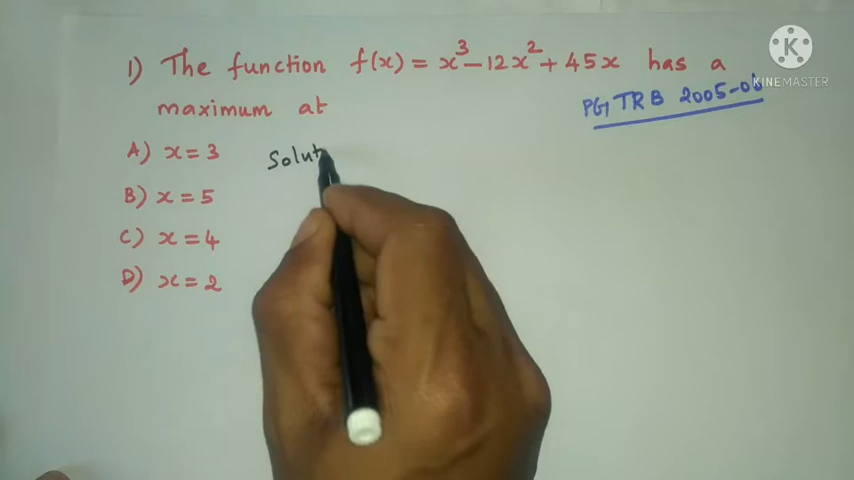 1) The function f(x) = x³ - 12x² + 45x has a
maximum at
PG TRB 2005-06
A) x = 3
B) x = 5
C) x = 4
D) x = 2
Solut
K
KINEMASTER